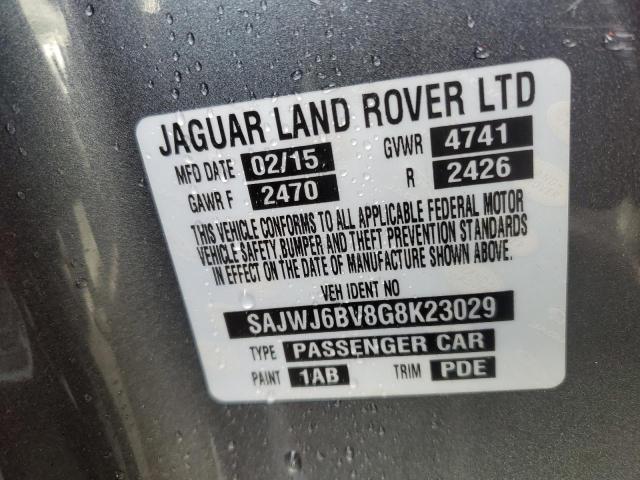 JAGUAR LAND ROVER LTD
MFD DATE 02/15 GVWR 4741
GAWR F 2470 R 2426
THIS VEHICLE CONFORMS TO ALL APPLICABLE FEDERAL MOTOR
VEHICLE SAFETY, BUMPER AND THEFT PREVENTION STANDARDS
IN EFFECT ON THE DATE OF MANUFACTURE SHOWN ABOVE.
VEH IDENT NO
SAJWJ6BV8G8K23029
TYPE PASSENGER CAR
PAINT 1AB TRIM PDE